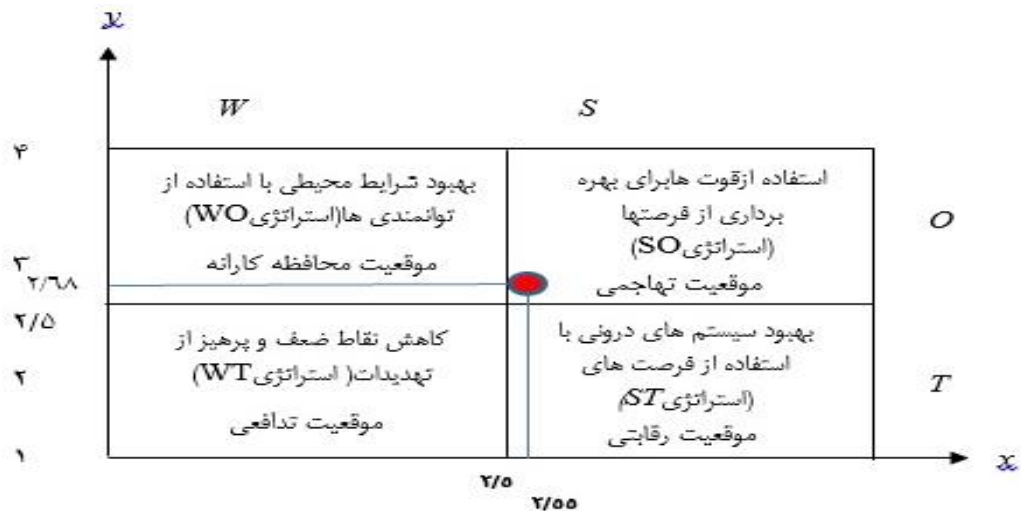 y
W
S
۴
بهبود شرایط محیطی با استفاده از
توانمندی ها(استراتژیWO)
موقعیت محافظه کارانه
استفاده ازقوت هابرای بهره
برداری از فرصتها
(استراتژیSO)
موقعیت تهاجمی
O
۳
۲/۶۸
۲/۵
کاهش نقاط ضعف و پرهیز از
تهدیدات( استراتژیWT)
موقعیت تدافعی
بهبود سیستم های درونی با
استفاده از فرصت های
(استراتژیST)
موقعیت رقابتی
T
۲
۱
x
۲/۵
۲/۵۵